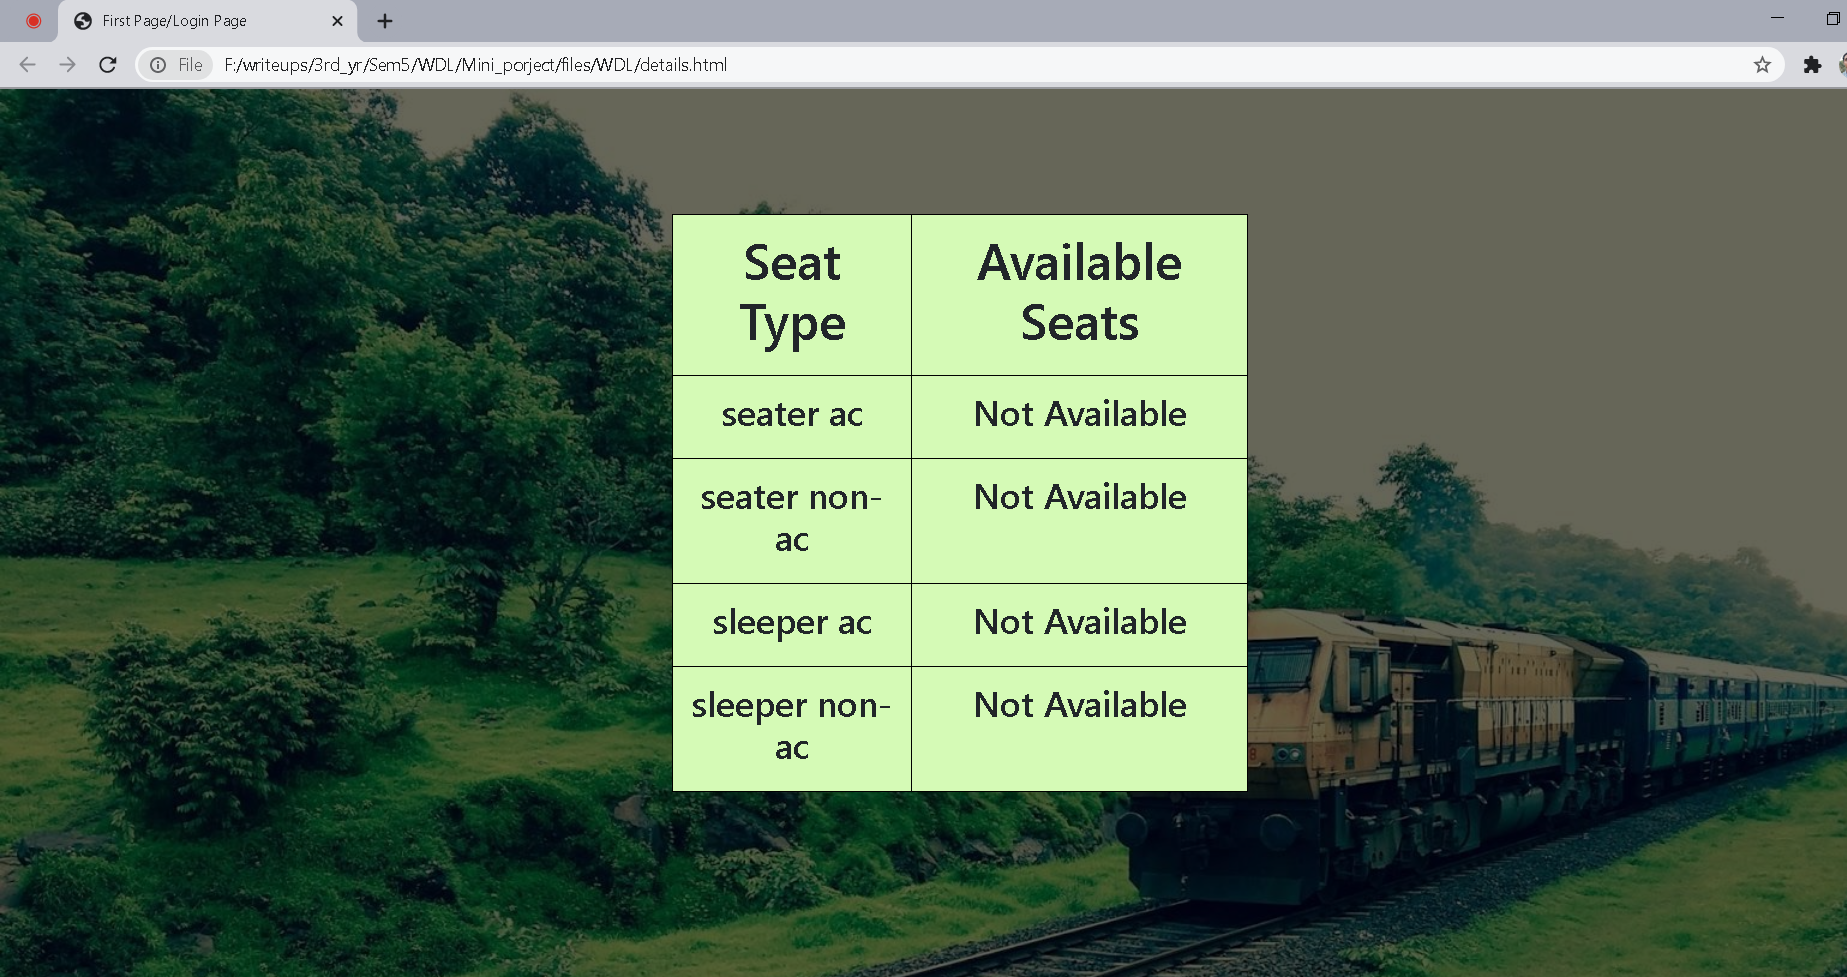 First Page/Login Page
File F:/writeups/3rd_yr/Sem5/WDL/Mini_porject/files/WDL/details.html
Seat
Type
Available
Seats
seater ac
Not Available
seater non-
ac
Not Available
sleeper ac
Not Available
sleeper non-
ac
Not Available